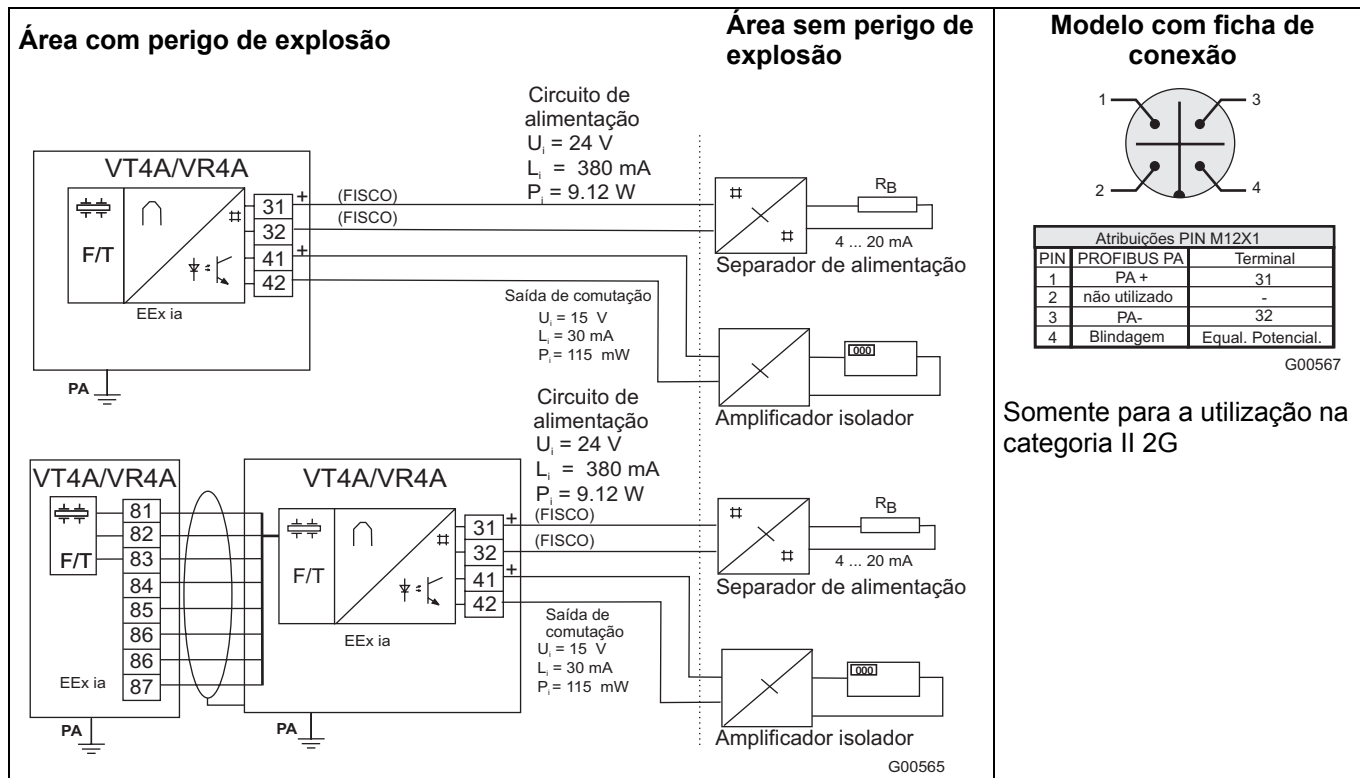 Área com perigo de explosão
Área sem perigo de
explosão
Circuito de
alimentação
Ui = 24 V
Li = 380 mA
Pi = 9.12 W
VT4A/VR4A
F/T
EEx ia
31
32
41
42
+
+
(FISCO)
(FISCO)
PA
RB
4 ... 20 mA
Separador de alimentação
Saída de comutação
Ui = 15 V
Li = 30 mA
Pi = 115 mW
000
Amplificador isolador
Circuito de
alimentação
Ui = 24 V
Li = 380 mA
Pi = 9.12 W
VT4A/VR4A
F/T
81
82
83
84
85
86
86
87
EEx ia
PA
VT4A/VR4A
F/T
EEx ia
31
32
41
42
+
+
(FISCO)
(FISCO)
PA
RB
4 ... 20 mA
Separador de alimentação
Saída de
comutação
Ui = 15 V
Li = 30 mA
Pi = 115 mW
000
Amplificador isolador
G00565
Modelo com ficha de
conexão
1
3
2
4
Atribuições PIN M12X1
PIN PROFIBUS PA Terminal
1 PA + 31
2 não utilizado -
3 PA- 32
4 Blindagem Equal. Potencial.
G00567
Somente para a utilização na
categoria II 2G